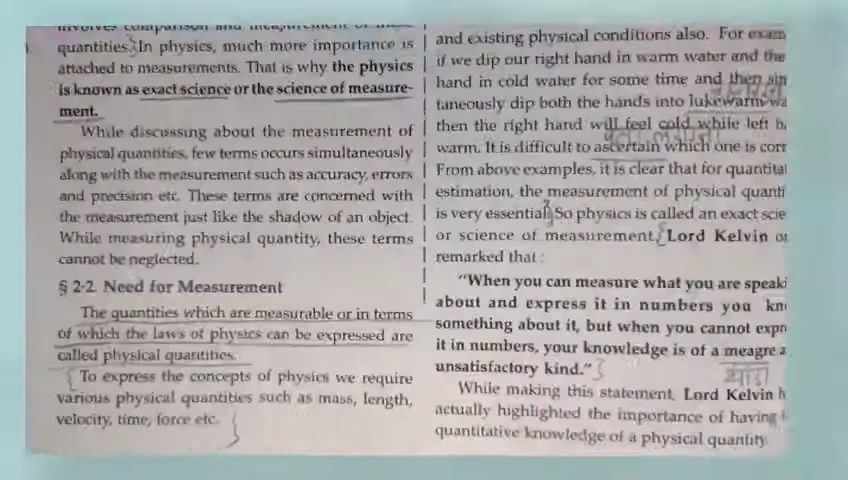 involves comparison and measurement of these
quantities. In physics, much more importance is
attached to measurements. That is why the physics
is known as exact science or the science of measure-
ment.
While discussing about the measurement of
physical quantities, few terms occurs simultaneously
along with the measurement such as accuracy, errors
and precision etc. These terms are concerned with
the measurement just like the shadow of an object.
While measuring physical quantity, these terms
cannot be neglected.
§ 2·2. Need for Measurement
The quantities which are measurable or in terms
of which the laws of physics can be expressed are
called physical quantities.
To express the concepts of physics we require
various physical quantities such as mass, length,
velocity, time, force etc.
and existing physical conditions also. For exam
if we dip our right hand in warm water and the
hand in cold water for some time and then sim
taneously dip both the hands into lukewarm wa
then the right hand will feel cold while left h
पता लगाना
warm. It is difficult to ascertain which one is corr
From above examples, it is clear that for quantita
estimation, the measurement of physical quanti
is very essential. So physics is called an exact scie
or science of measurement. Lord Kelvin o
remarked that :
"When you can measure what you are speaki
about and express it in numbers you kn
something about it, but when you cannot expr
it in numbers, your knowledge is of a meagre a
unsatisfactory kind."
While making this statement, Lord Kelvin h
actually highlighted the importance of having
quantitative knowledge of a physical quantity.